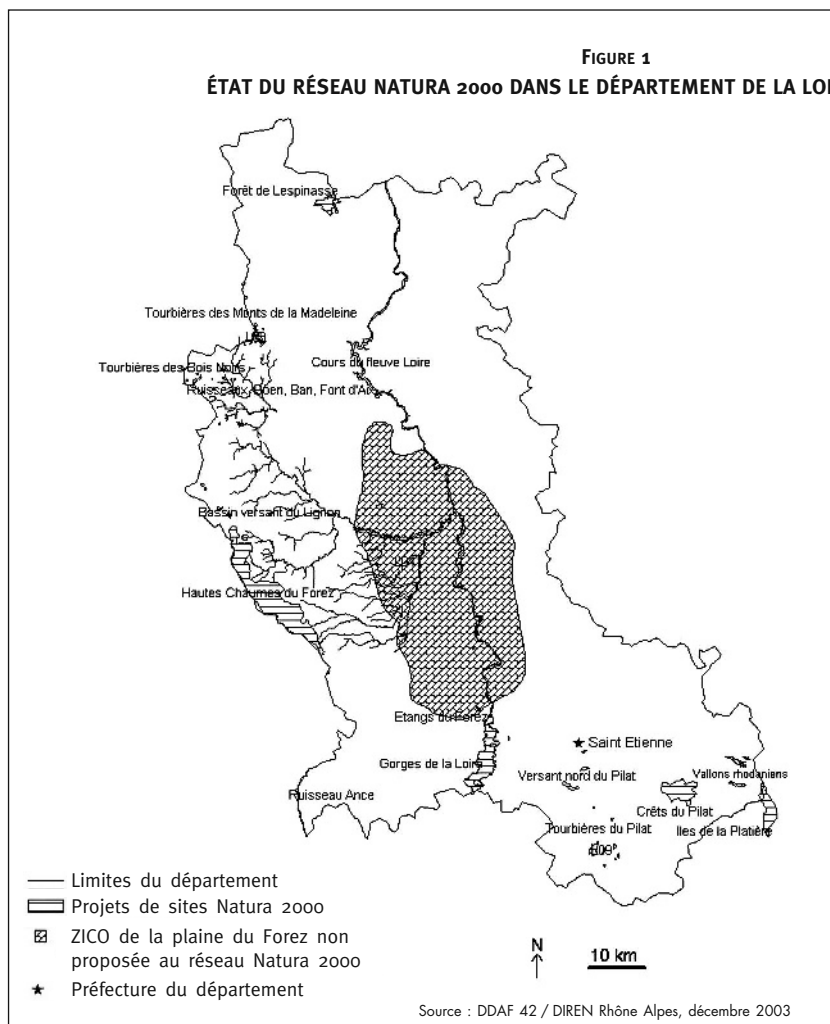 FIGURE 1
ÉTAT DU RÉSEAU NATURA 2000 DANS LE DÉPARTEMENT DE LA LOI
Forêt de Lespinasse
Tourbières des Monts de la Madeleine
Tourbières des Bois Noirs
Cours du fleuve Loire
Ruisseaux, Boen, Ban, Font d'Aix
Bassin versant du Lignon
Hautes Chaumes du Forez
Etangs du Forez
Saint Etienne
Gorges de la Loire
Versant nord du Pilat
Vallons rhodaniens
Ruisseau Ance
Crêts du Pilat
Tourbières du Pilat
Iles de la Platière
Limites du département
Projets de sites Natura 2000
ZICO de la plaine du Forez non
proposée au réseau Natura 2000
Préfecture du département
N
10 km
Source : DDAF 42 / DIREN Rhône Alpes, décembre 2003